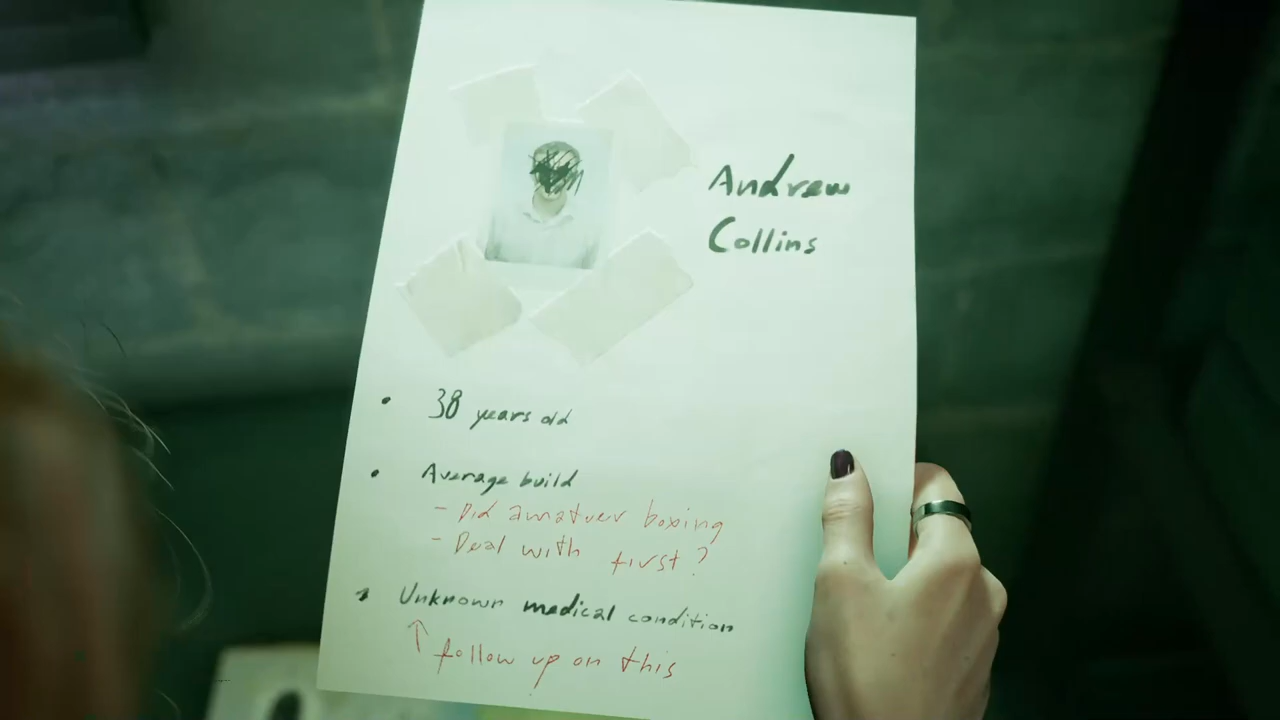 Andrew
Collins
• 38 years old
• Average build
- Did amatuer boxing
- Deal with first?
• Unknown medical condition
↑ follow up on this